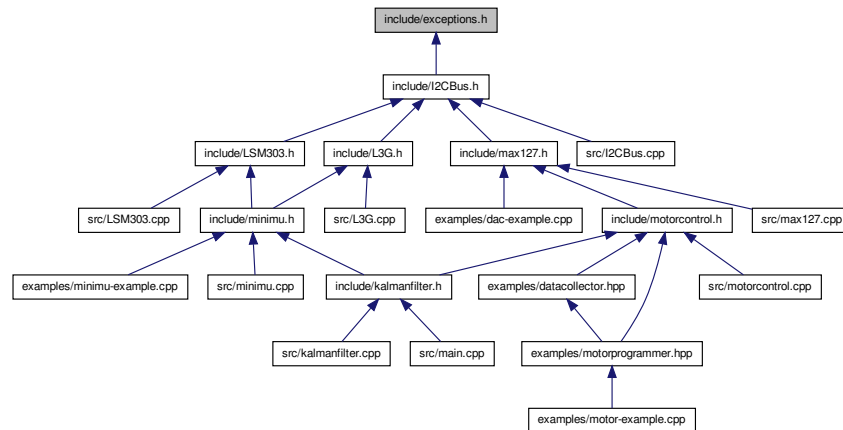 include/exceptions.h
include/I2CBus.h
include/LSM303.h
include/L3G.h
include/max127.h
src/I2CBus.cpp
src/LSM303.cpp
include/minimu.h
src/L3G.cpp
examples/dac-example.cpp
include/motorcontrol.h
src/max127.cpp
examples/minimu-example.cpp
src/minimu.cpp
include/kalmanfilter.h
examples/datacollector.hpp
src/motorcontrol.cpp
src/kalmanfilter.cpp
src/main.cpp
examples/motorprogrammer.hpp
examples/motor-example.cpp